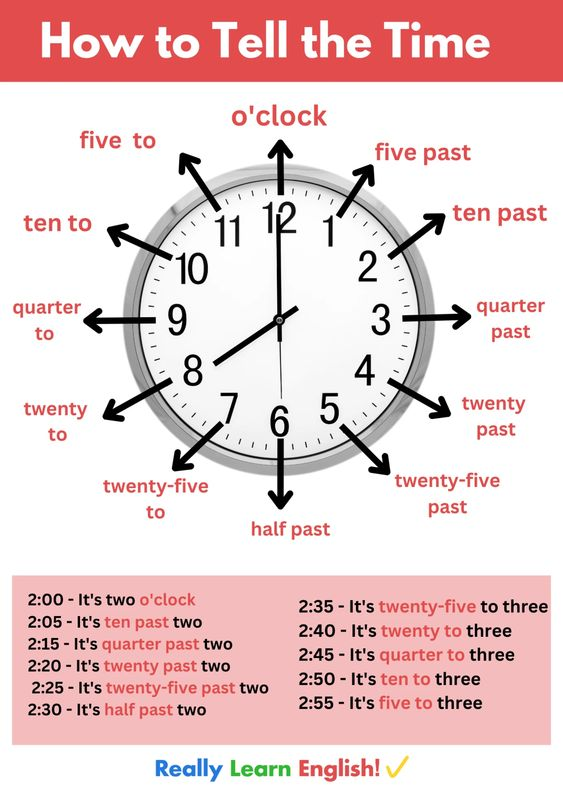 How to Tell the Time
o'clock
five to
five past
ten to
ten past
quarter
to
quarter
past
twenty
to
twenty
past
twenty-five
to
twenty-five
past
half past
12
11
1
10
2
9
3
8
4
7
5
6
2:00 - It's two o'clock
2:05 - It's ten past two
2:15 - It's quarter past two
2:20 - It's twenty past two
2:25 - It's twenty-five past two
2:30 - It's half past two
2:35 - It's twenty-five to three
2:40 - It's twenty to three
2:45 - It's quarter to three
2:50 - It's ten to three
2:55 - It's five to three
Really Learn English!